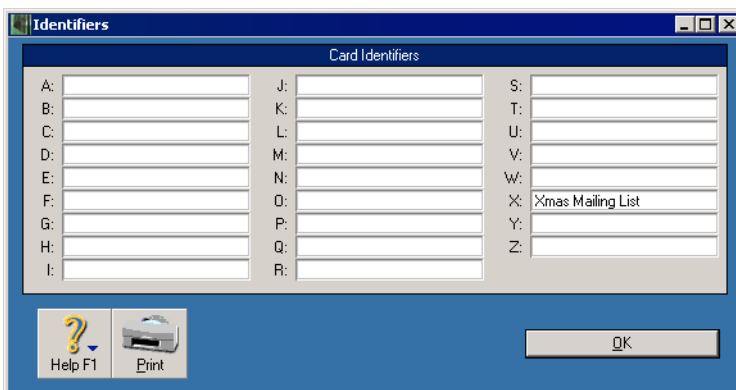 Identifiers
Card Identifiers
A:
B:
C:
D:
E:
F:
G:
H:
I:
J:
K:
L:
M:
N:
O:
P:
Q:
R:
S:
T:
U:
V:
W:
X: Xmas Mailing List
Y:
Z:
Help F1
Print
OK